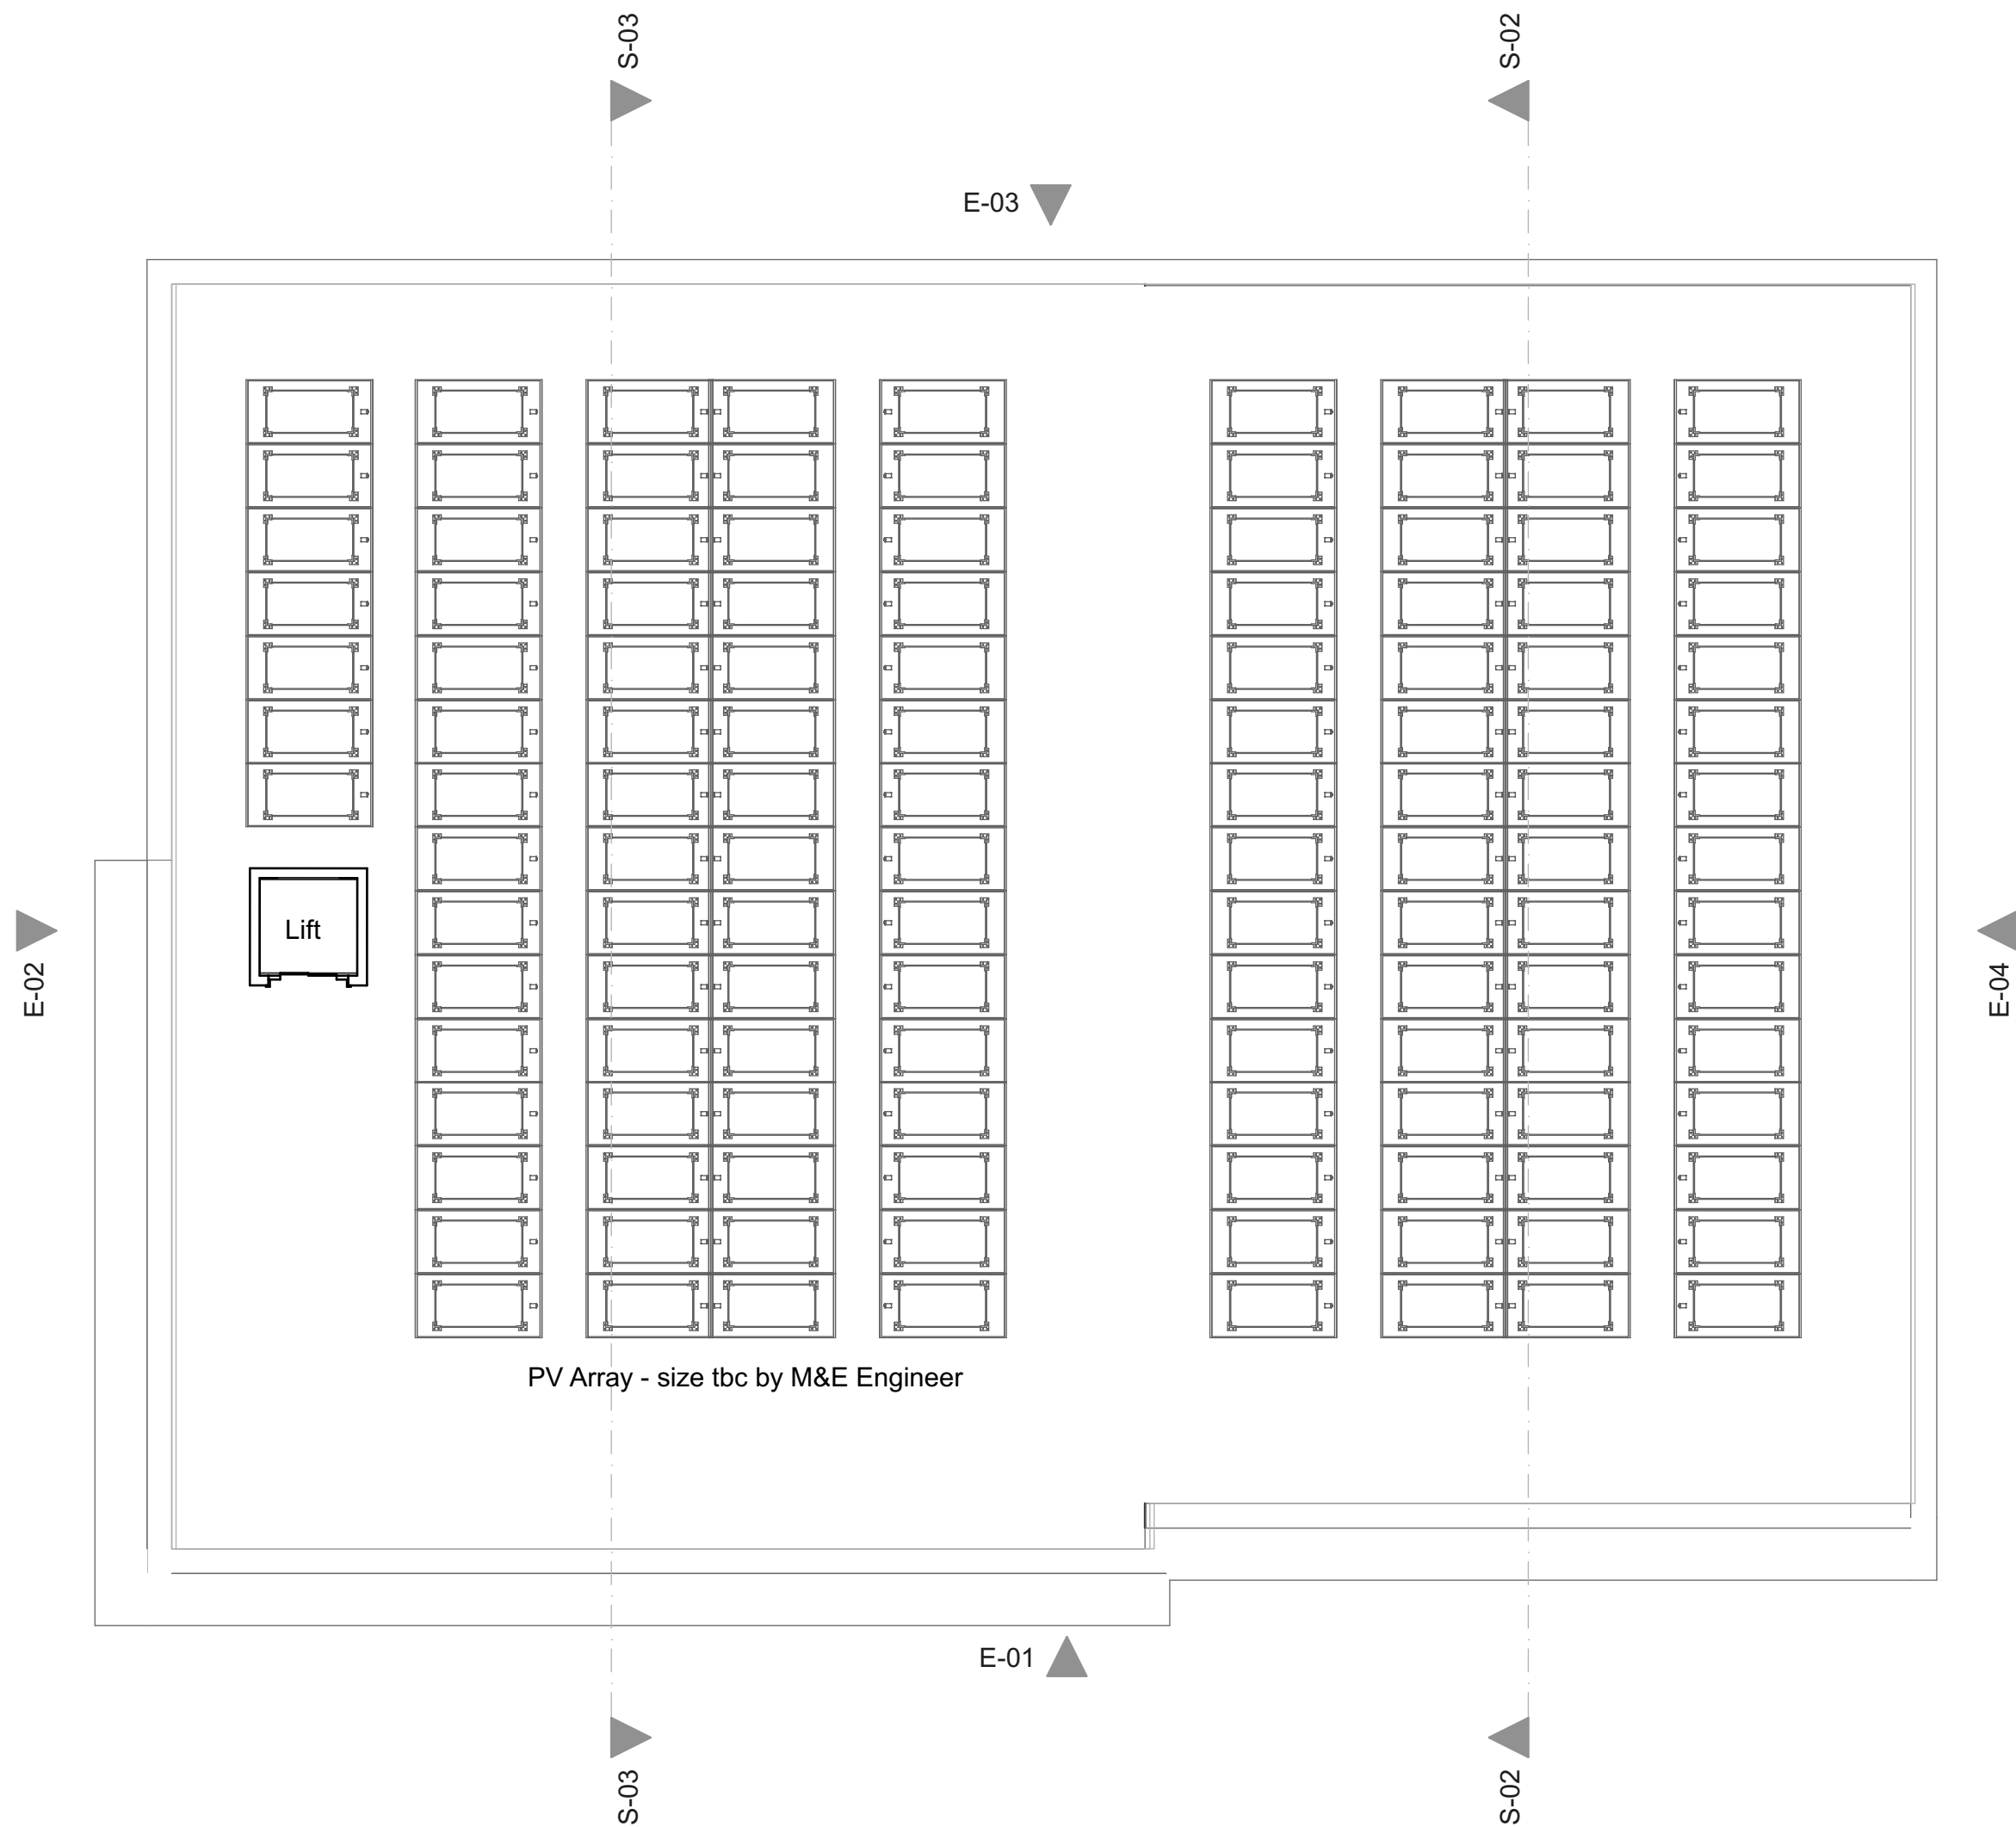 S-03
S-02
E-03
Lift
E-02
E-04
PV Array - size tbc by M&E Engineer
E-01
S-03
S-02